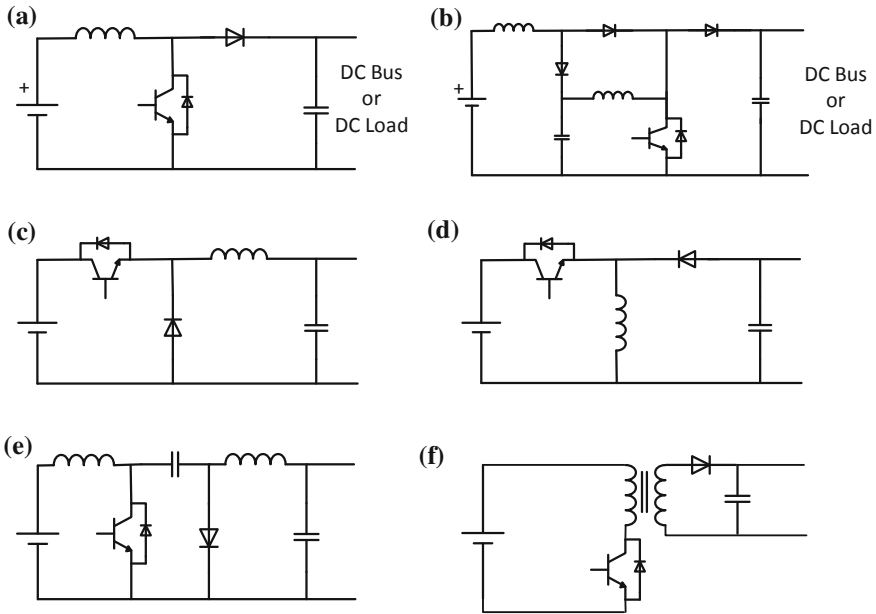 (a)
+
DC Bus
or
DC Load
(b)
+
DC Bus
or
DC Load
(c)
(d)
(e)
(f)